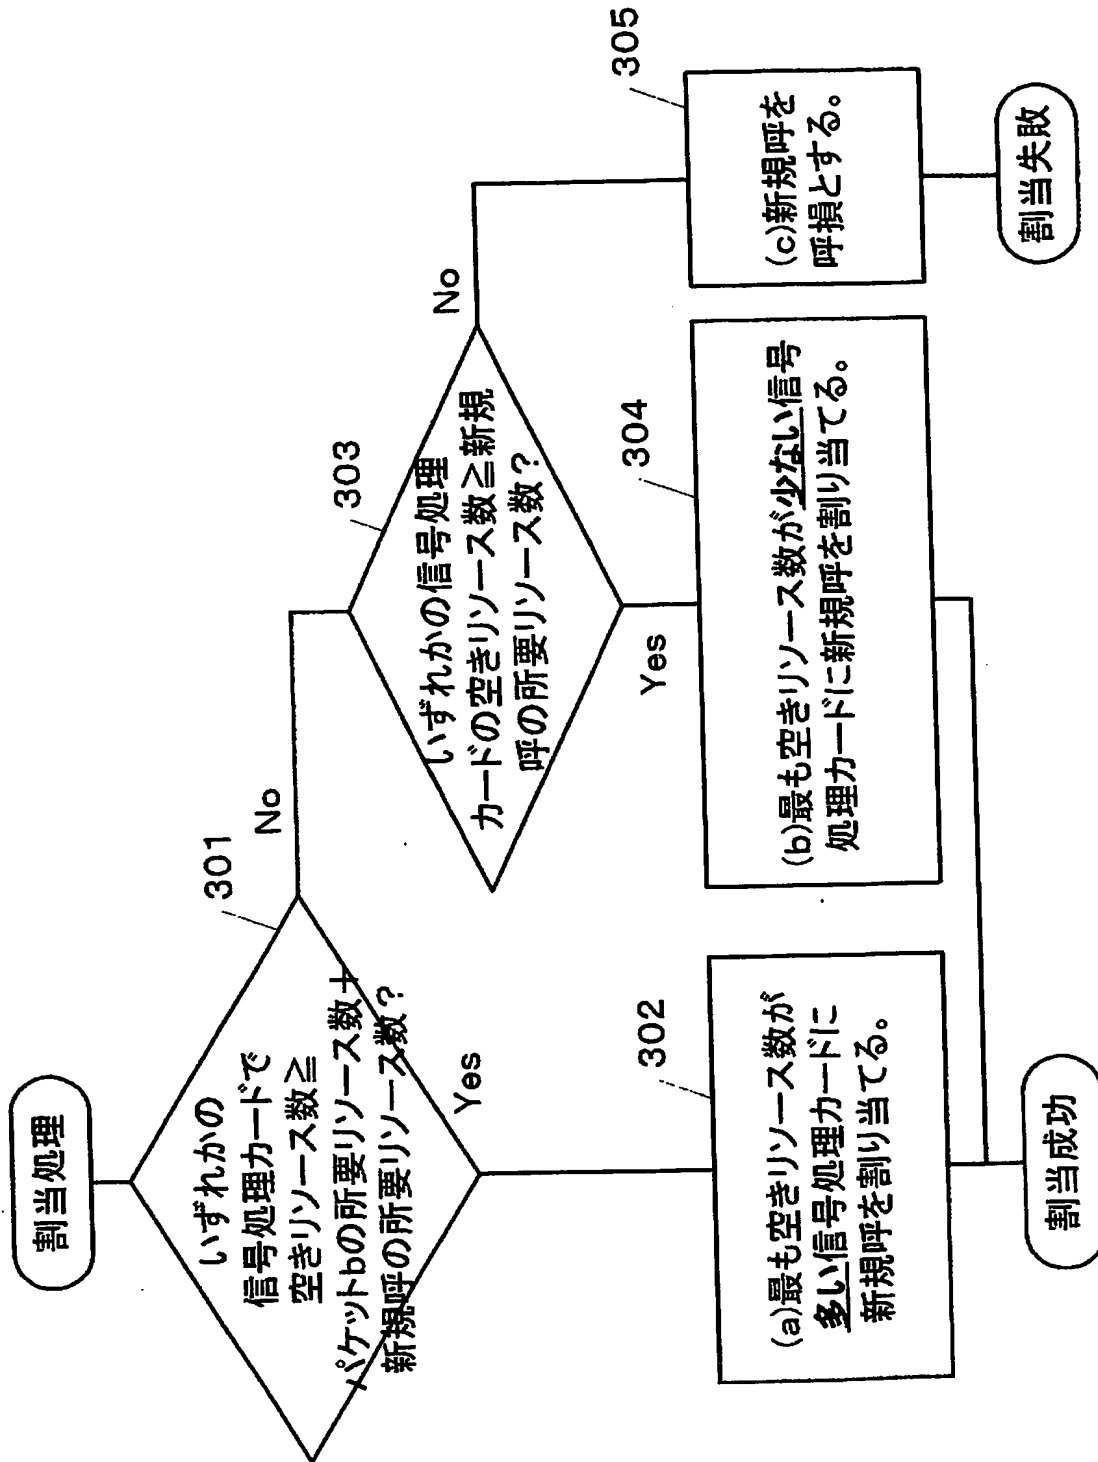 割当処理
301
いずれかの
信号処理カードで
空きリソース数≧
パケットbの所要リソース数+
新規呼の所要リソース数?
No
Yes
303
いずれかの信号処理
カードの空きリソース数≧新規
呼の所要リソース数?
No
Yes
302
(a)最も空きリソース数が
多い信号処理カードに
新規呼を割り当てる。
304
(b)最も空きリソース数が少ない信号
処理カードに新規呼を割り当てる。
305
(c)新規呼を
呼損とする。
割当成功
割当失敗